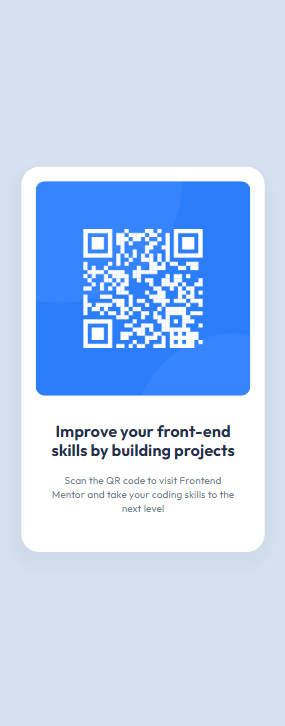 Improve your front-end
skills by building projects
Scan the QR code to visit Frontend
Mentor and take your coding skills to the
next level